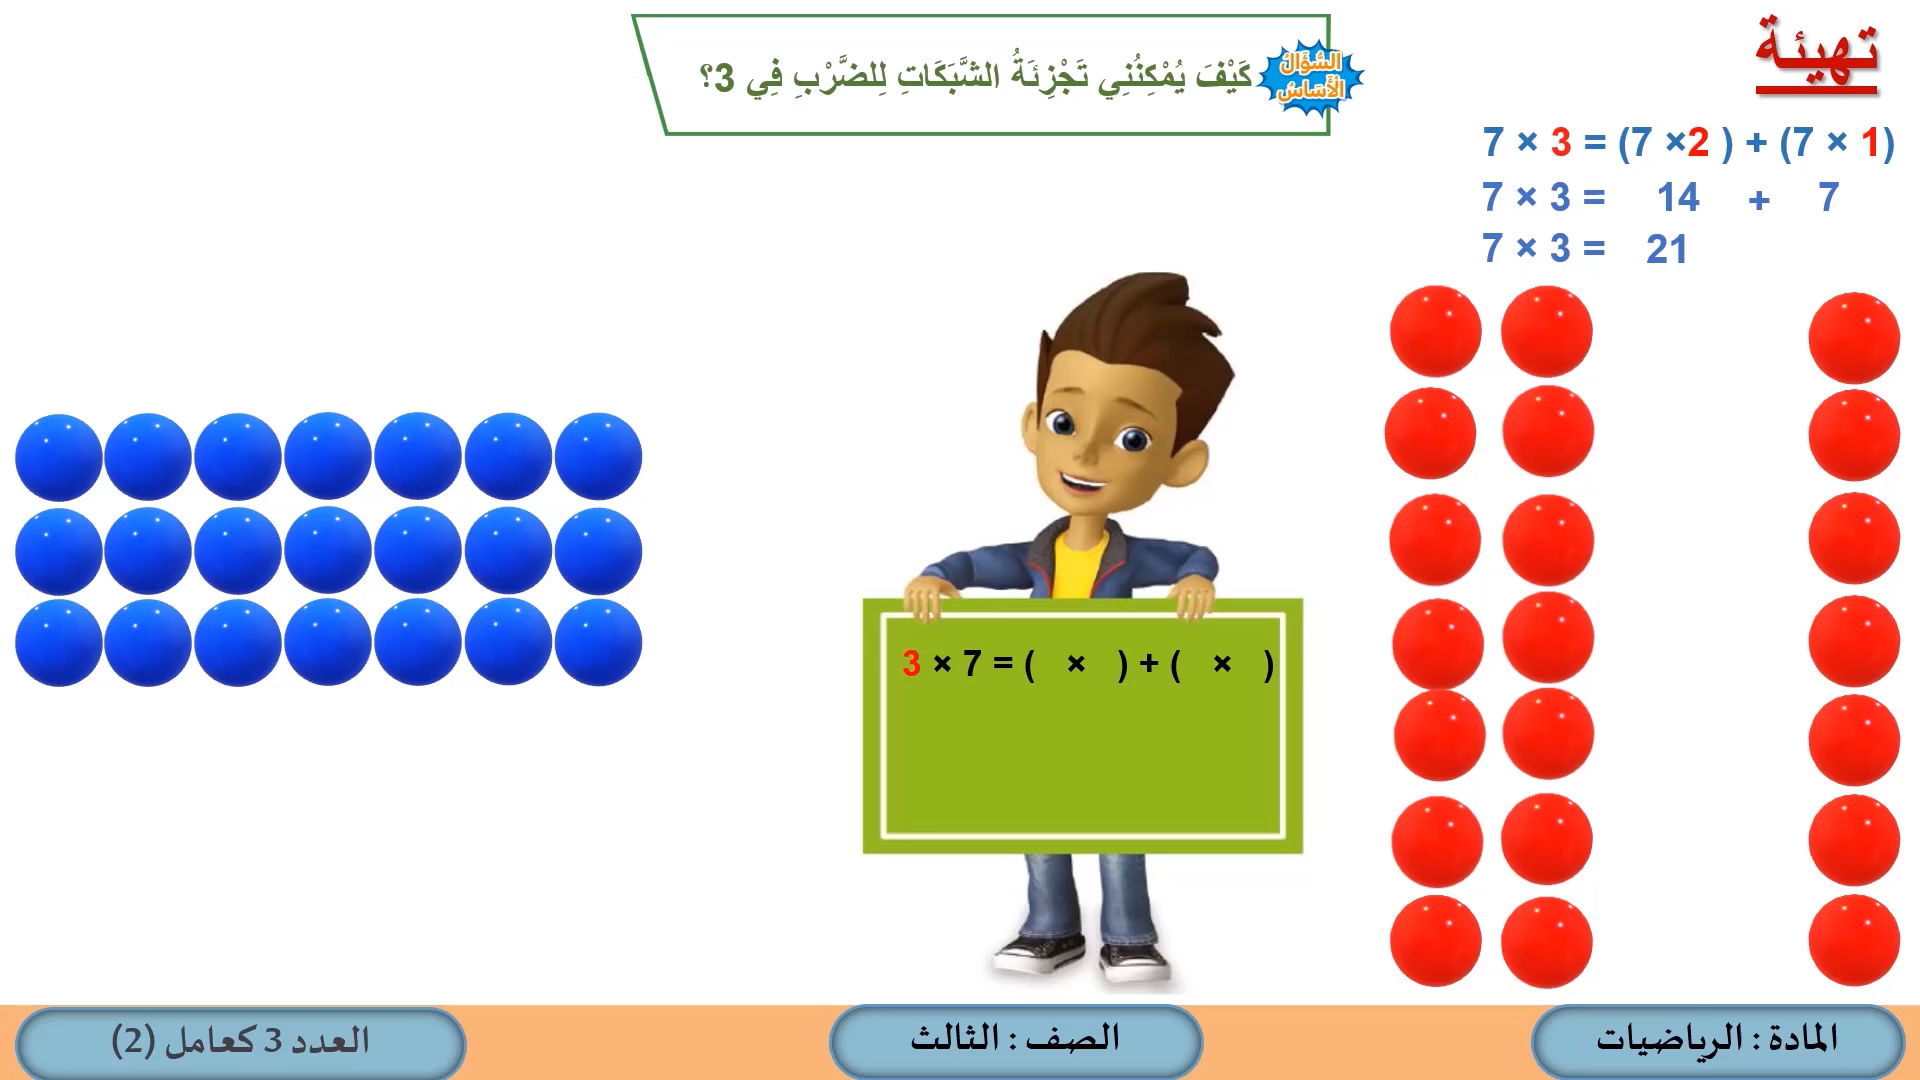 تهيئة
السُّؤَالُ
الْأَسَاسُ
كَيْفَ يُمْكِنُنِي تَجْزِئَةُ الشَّبَكَاتِ لِلضَّرْبِ فِي 3؟
7 × 3 = (7 ×2 ) + (7 × 1)
7 × 3 = 14 + 7
7 × 3 = 21
3 × 7 = ( × ) + ( × )
المادة : الرياضيات
الصف : الثالث
العدد 3 كعامل (2)